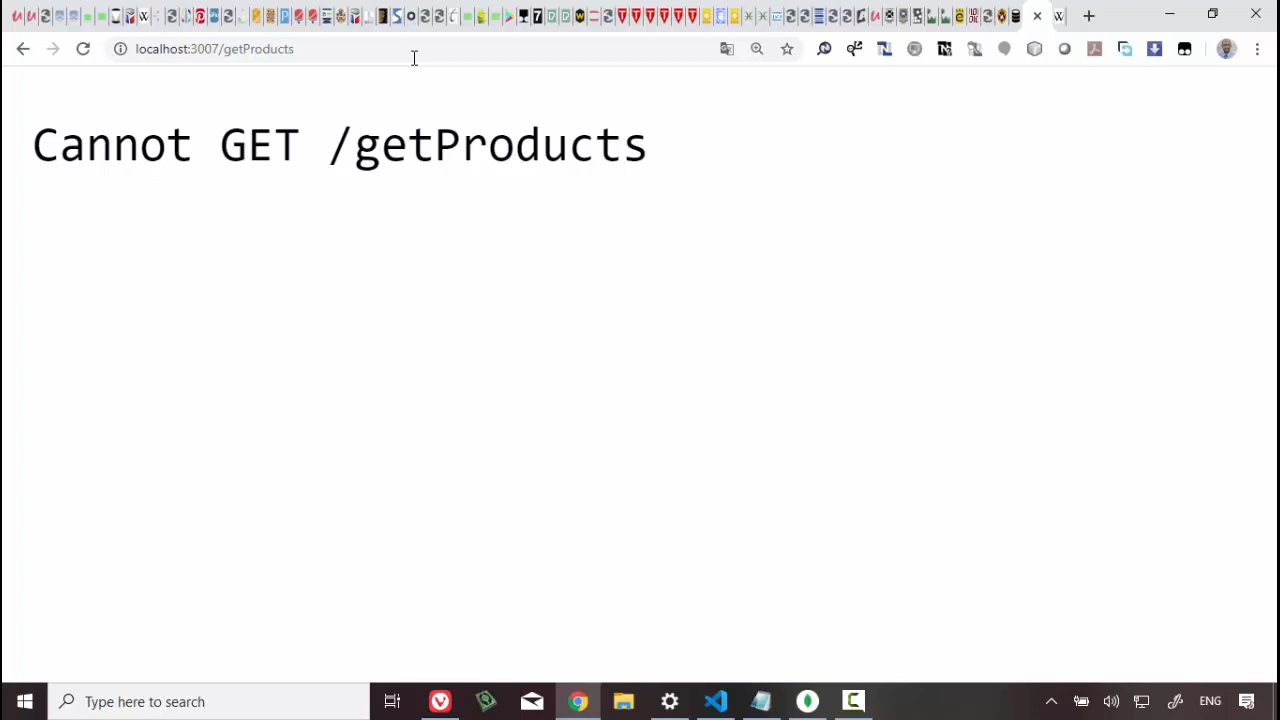 localhost:3007/getProducts
Cannot GET /getProducts
Type here to search
ENG